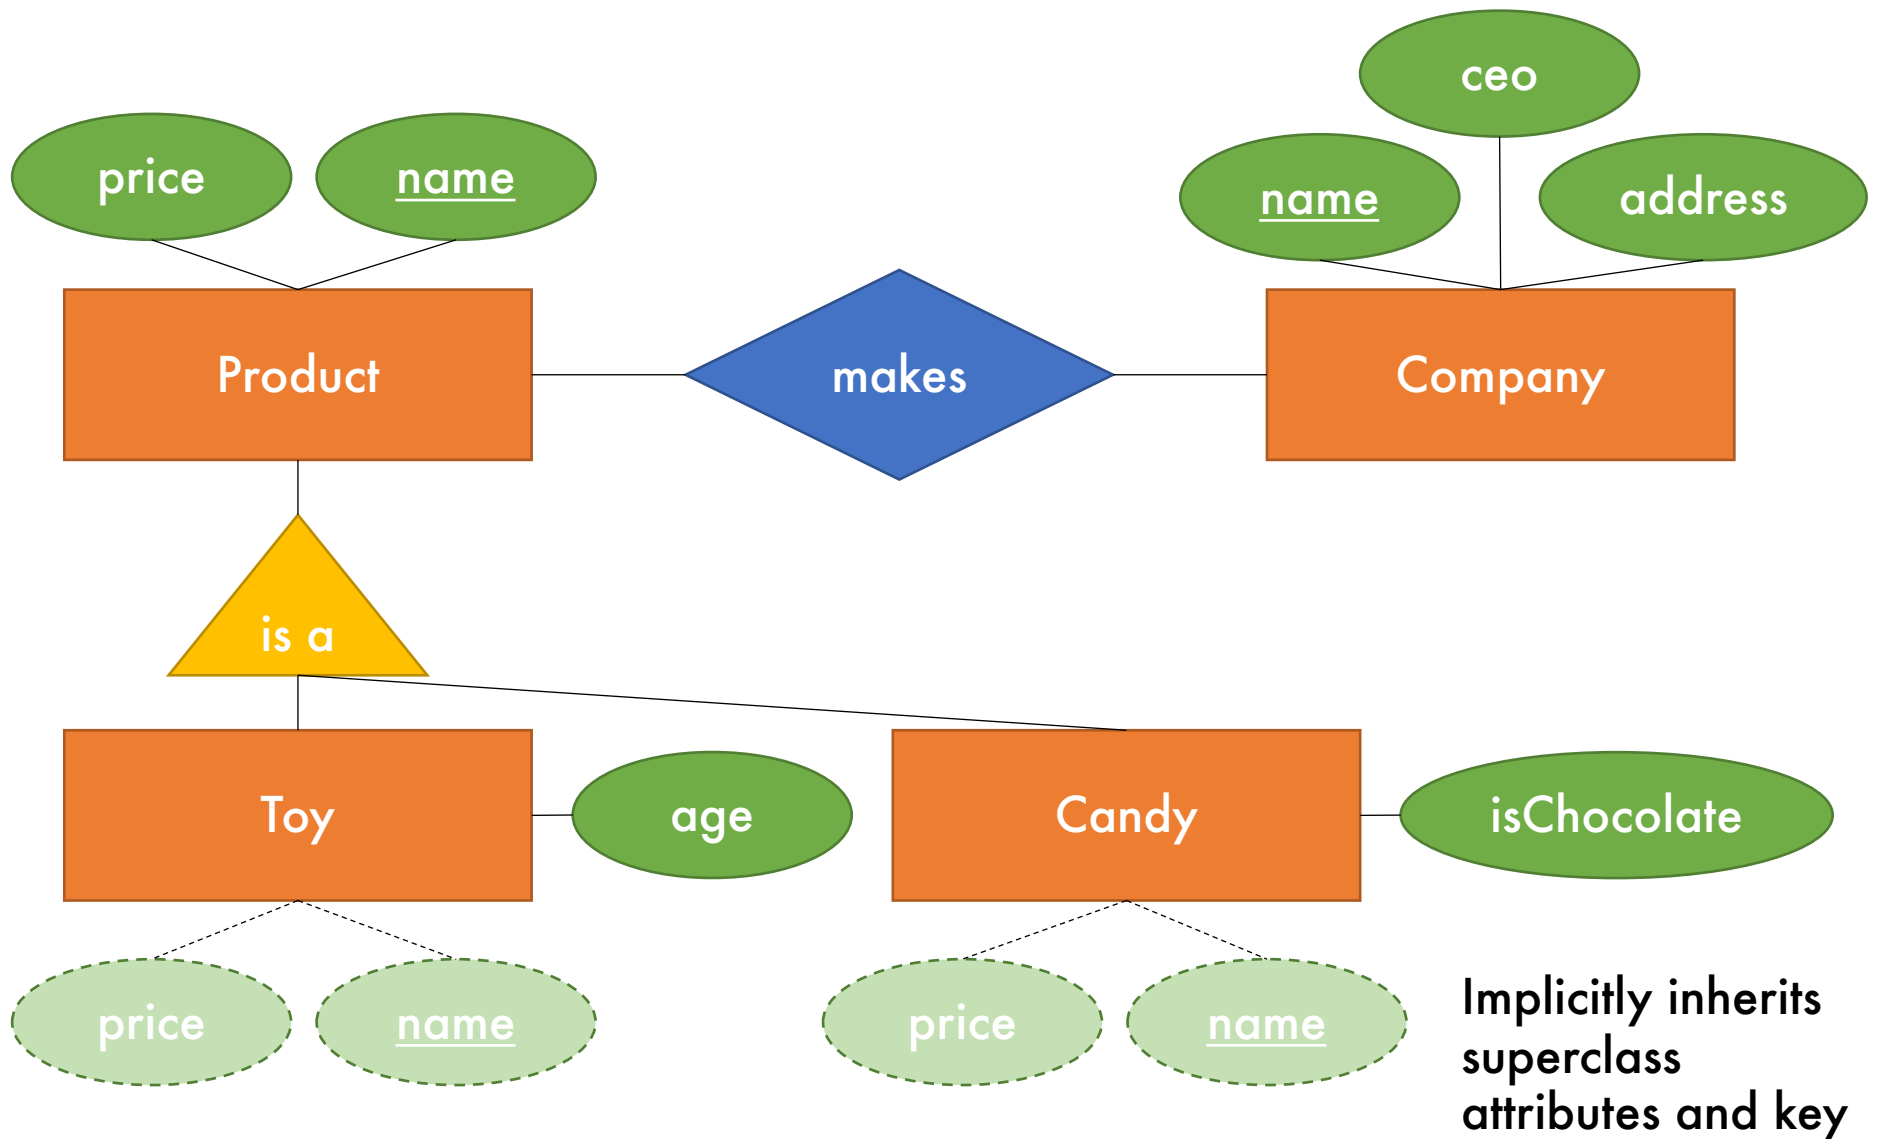 ceo
price
name
name
address
Product
makes
Company
is a
Toy
age
Candy
isChocolate
price
name
price
name
Implicitly inherits
superclass
attributes and key